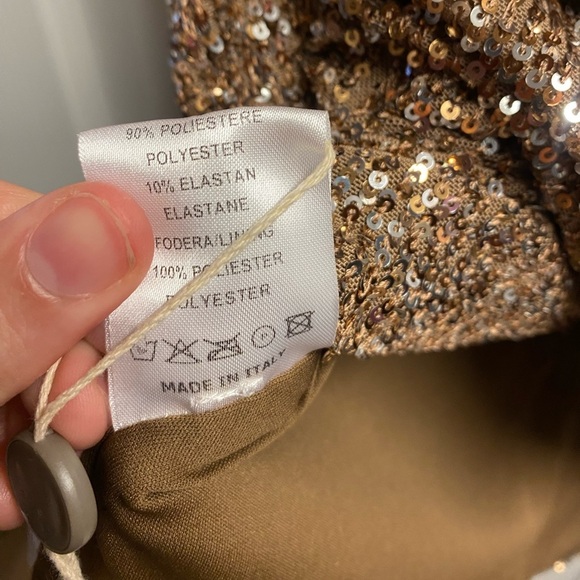 90% POLIESTERE
POLYESTER
10% ELASTAN
ELASTANE
FODERA/LINING
100% POLIESTER
POLYESTER
MADE IN ITALY